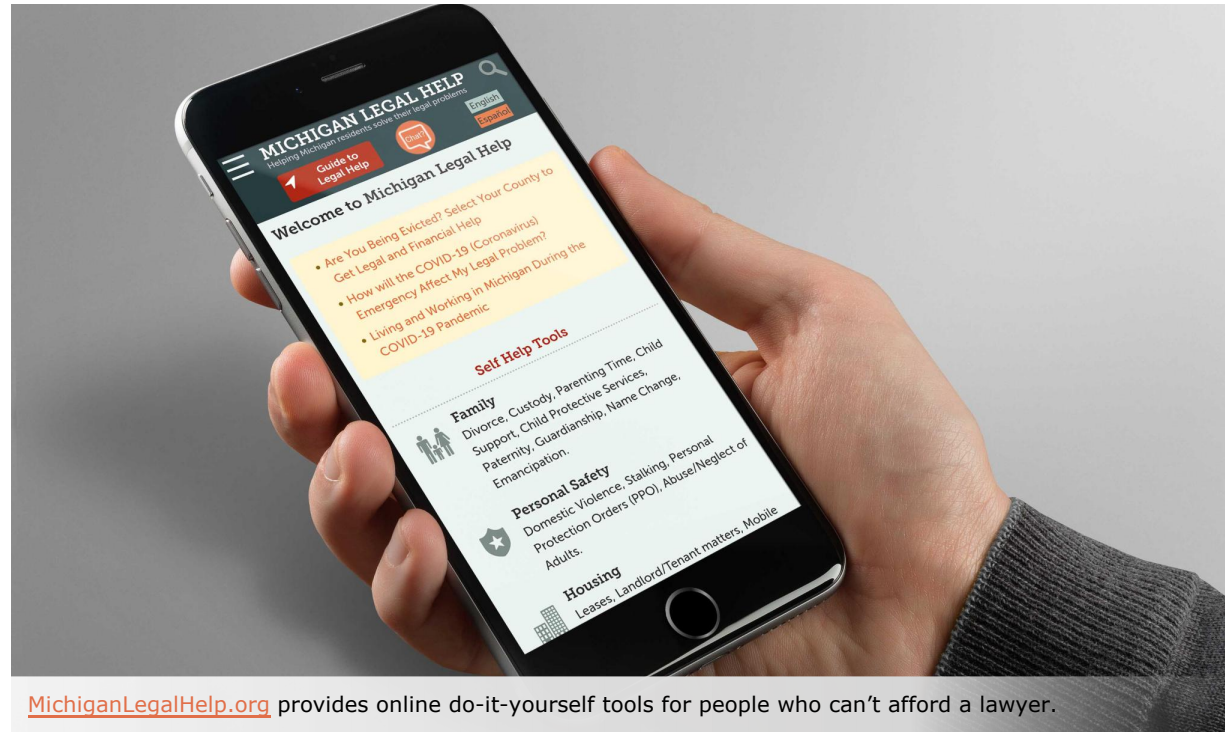 MICHIGAN LEGAL HELP
Helping Michigan residents solve their legal problems
Guide to
Legal Help
Chat?
English
Español
Welcome to Michigan Legal Help
• Are You Being Evicted? Select Your County to
Get Legal and Financial Help
• How will the COVID-19 (Coronavirus)
Emergency Affect My Legal Problem?
• Living and Working in Michigan During the
COVID-19 Pandemic
Self Help Tools
Family
Divorce, Custody, Parenting Time, Child
Support, Child Protective Services,
Paternity, Guardianship, Name Change,
Emancipation.
Personal Safety
Domestic Violence, Stalking, Personal
Protection Orders (PPO), Abuse/Neglect of
Adults.
Housing
Leases, Landlord/Tenant matters, Mobile
MichiganLegalHelp.org provides online do-it-yourself tools for people who can’t afford a lawyer.